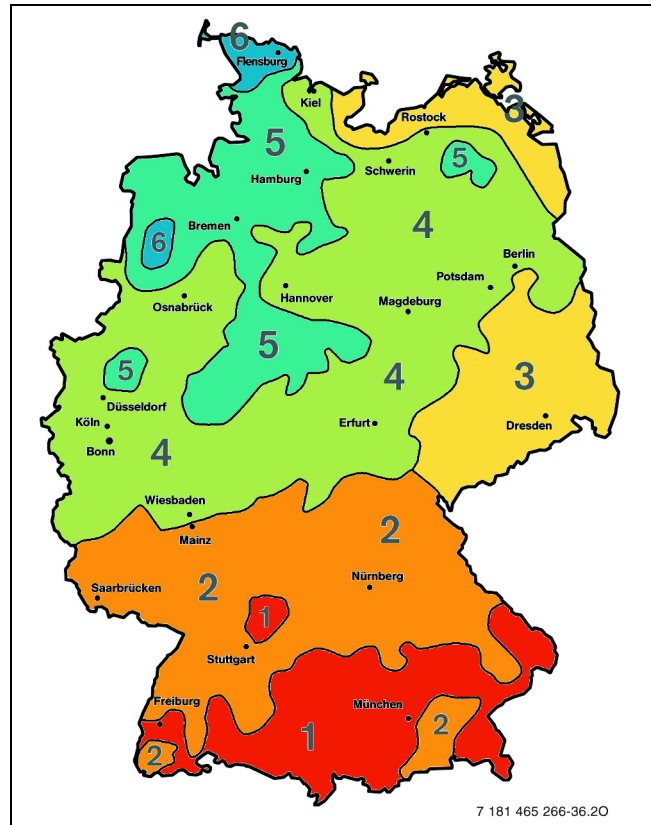 6
Flensburg
Kiel
3
Rostock
5
Schwerin
5
Hamburg
Bremen
6
4
Berlin
Potsdam
Osnabrück
Hannover
Magdeburg
5
5
4
3
Düsseldorf
Köln
Erfurt
Dresden
Bonn
4
Wiesbaden
Mainz
2
Nürnberg
Saarbrücken
2
1
Stuttgart
Freiburg
München
1
2
2
7 181 465 266-36.2O